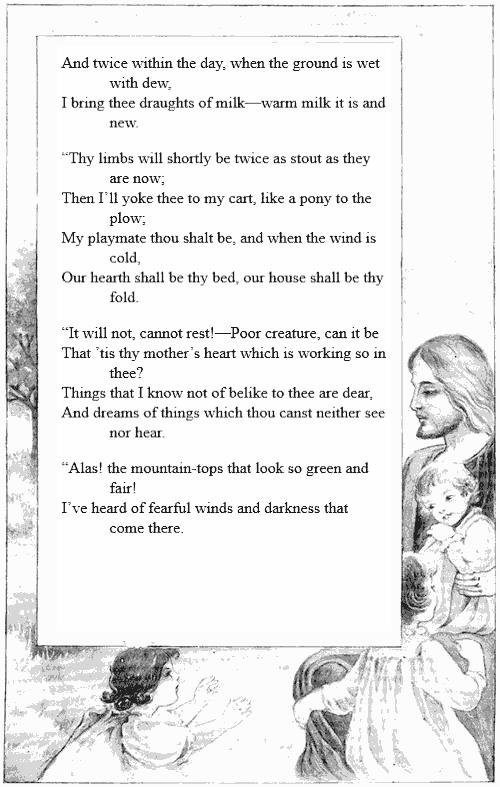 And twice within the day, when the ground is wet
with dew,
I bring thee draughts of milk—warm milk it is and
new.
“Thy limbs will shortly be twice as stout as they
are now;
Then I’ll yoke thee to my cart, like a pony to the
plow;
My playmate thou shalt be, and when the wind is
cold,
Our hearth shall be thy bed, our house shall be thy
fold.
“It will not, cannot rest!—Poor creature, can it be
That ’tis thy mother’s heart which is working so in
thee?
Things that I know not of belike to thee are dear,
And dreams of things which thou canst neither see
nor hear.
“Alas! the mountain-tops that look so green and
fair!
I’ve heard of fearful winds and darkness that
come there.